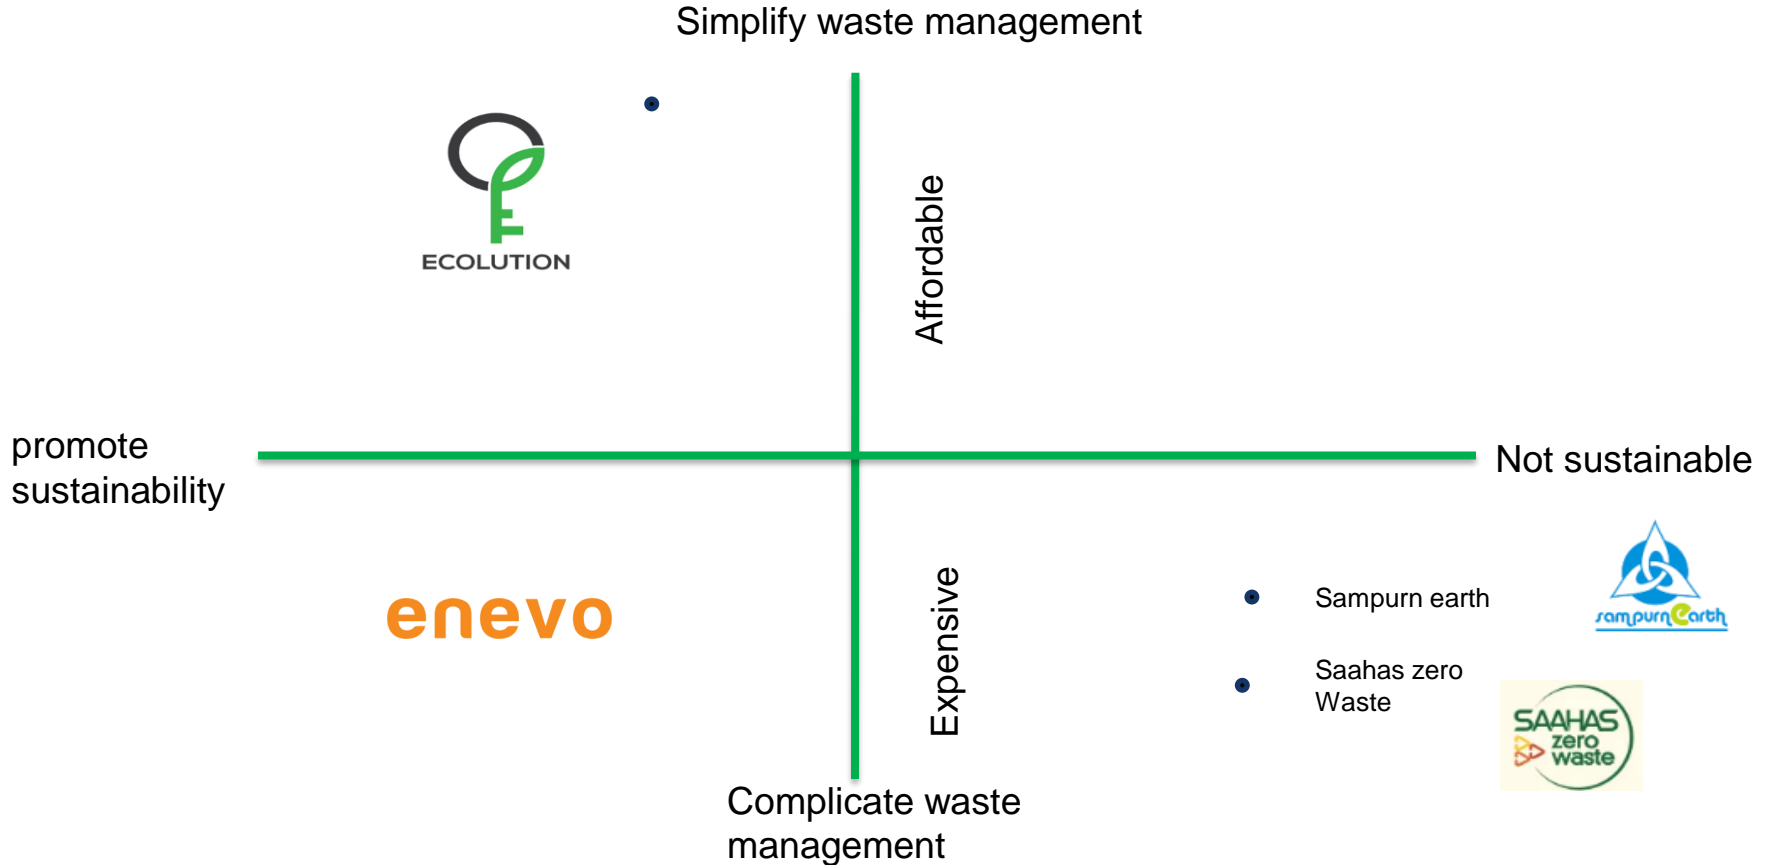 Simplify waste management
ECOLUTION
Affordable
promote
sustainability
Not sustainable
enevo
Expensive
Sampurn earth
sampurnearth
Saahas zero
Waste
SAAHAS
zero
waste
Complicate waste
management